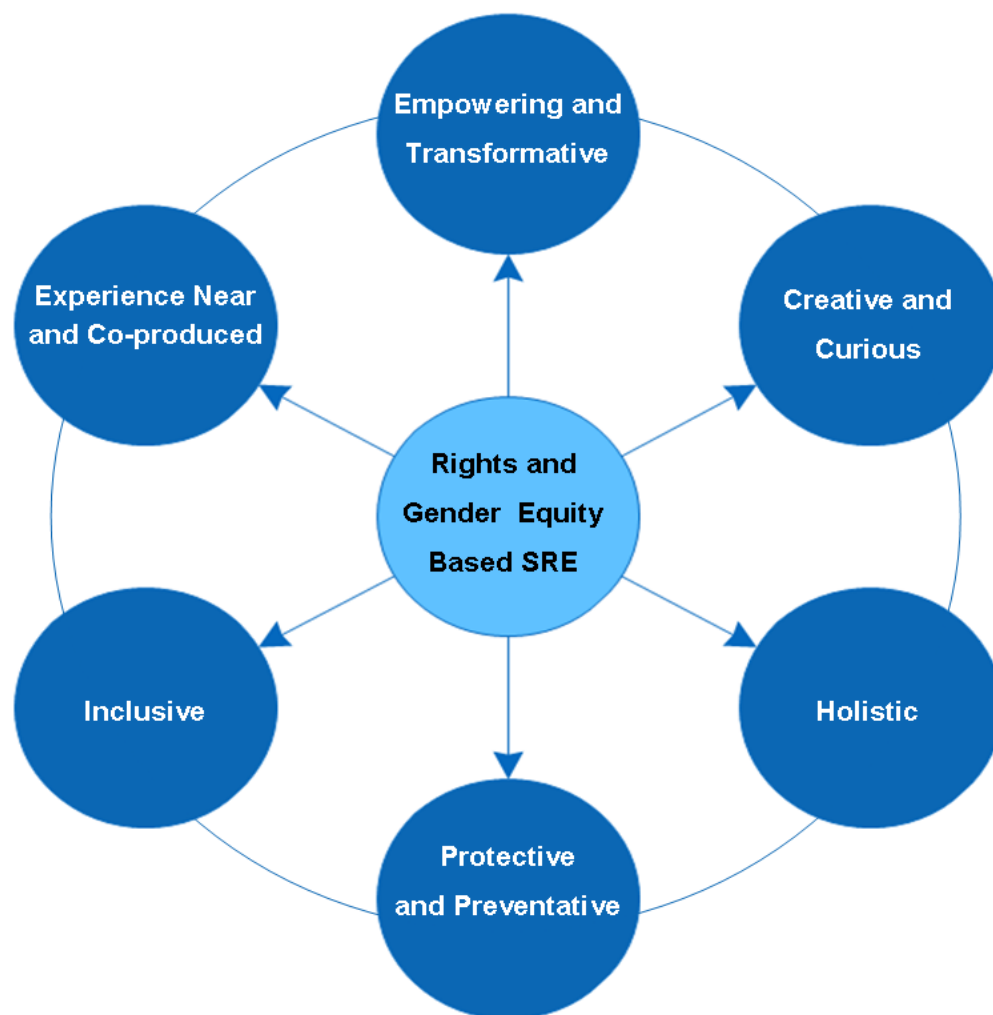 Empowering and
Transformative
Creative and
Curious
Holistic
Protective
and Preventative
Inclusive
Experience Near
and Co-produced
Rights and
Gender  Equity
Based SRE